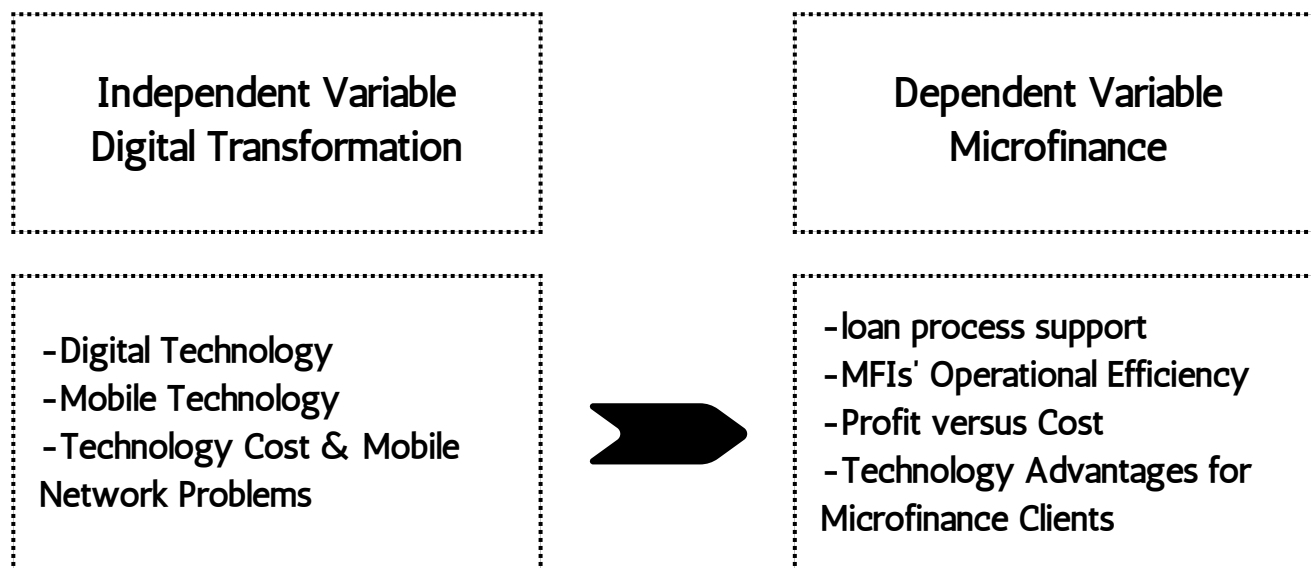 Independent Variable
Digital Transformation
Dependent Variable
Microfinance
-Digital Technology
-Mobile Technology
-Technology Cost & Mobile
Network Problems
-loan process support
-MFIs' Operational Efficiency
-Profit versus Cost
-Technology Advantages for
Microfinance Clients